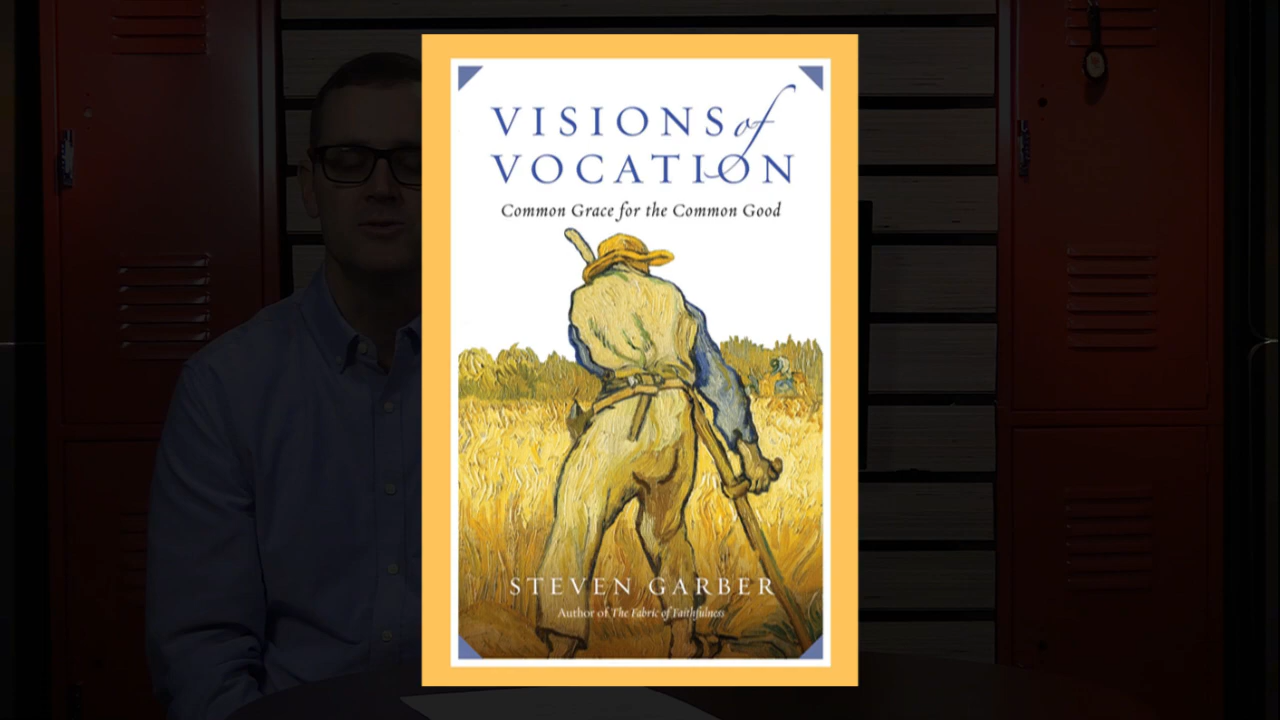 VISIONS of
VOCATION
Common Grace for the Common Good
STEVEN GARBER
Author of The Fabric of Faithfulness